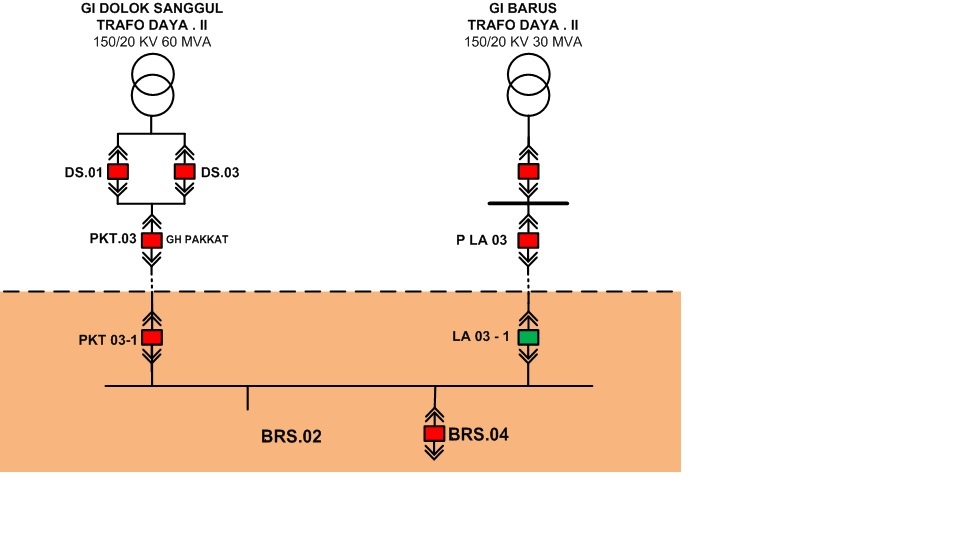 GI DOLOK SANGGUL
TRAFO DAYA . II
150/20 KV 60 MVA
GI BARUS
TRAFO DAYA . II
150/20 KV 30 MVA
DS.01
DS.03
PKT.03
GH PAKKAT
P LA 03
PKT 03-1
LA 03 - 1
BRS.02
BRS.04